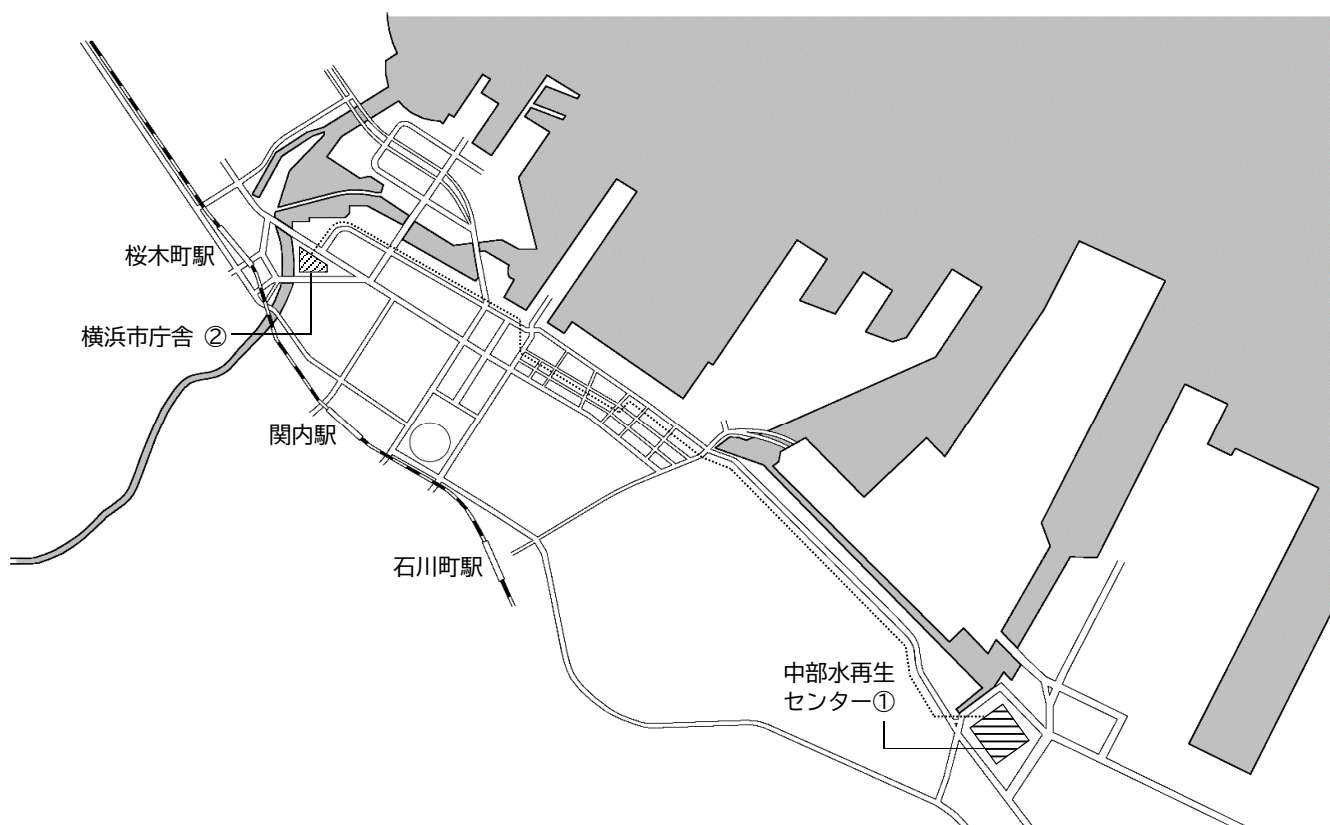 桜木町駅
横浜市庁舎 ②
関内駅
石川町駅
中部水再生
センター①